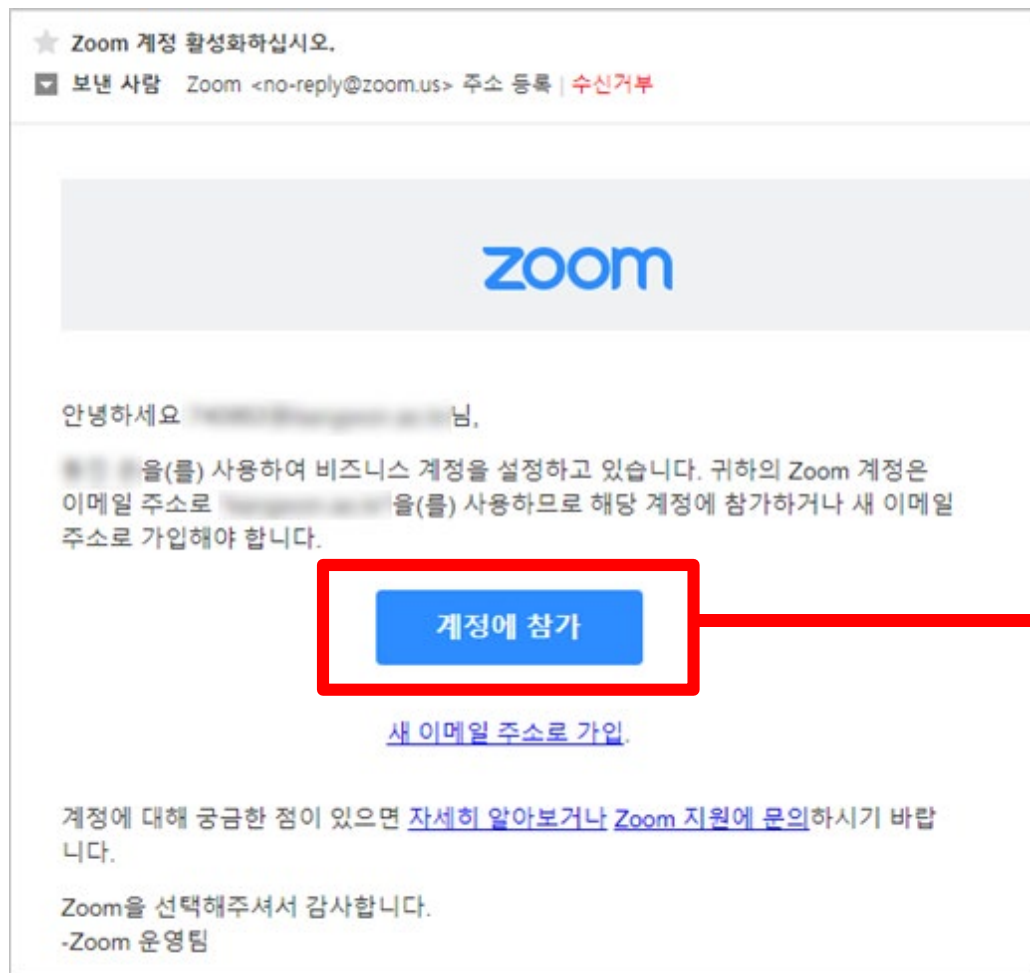 Zoom 계정 활성화하십시오.
보낸 사람 Zoom <no-reply@zoom.us> 주소 등록 | 수신거부
zoom
안녕하세요 님,
을(를) 사용하여 비즈니스 계정을 설정하고 있습니다. 귀하의 Zoom 계정은
이메일 주소로 을(를) 사용하므로 해당 계정에 참가하거나 새 이메일
주소로 가입해야 합니다.
계정에 참가
새 이메일 주소로 가입.
계정에 대해 궁금한 점이 있으면 자세히 알아보거나 Zoom 지원에 문의하시기 바랍
니다.
Zoom을 선택해주셔서 감사합니다.
-Zoom 운영팀